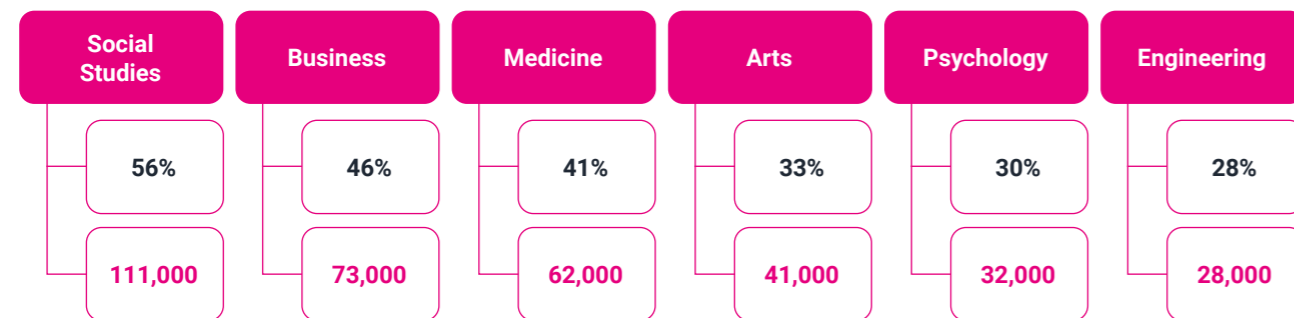 Social
Studies
Business
Medicine
Arts
Psychology
Engineering
56%
46%
41%
33%
30%
28%
111,000
73,000
62,000
41,000
32,000
28,000